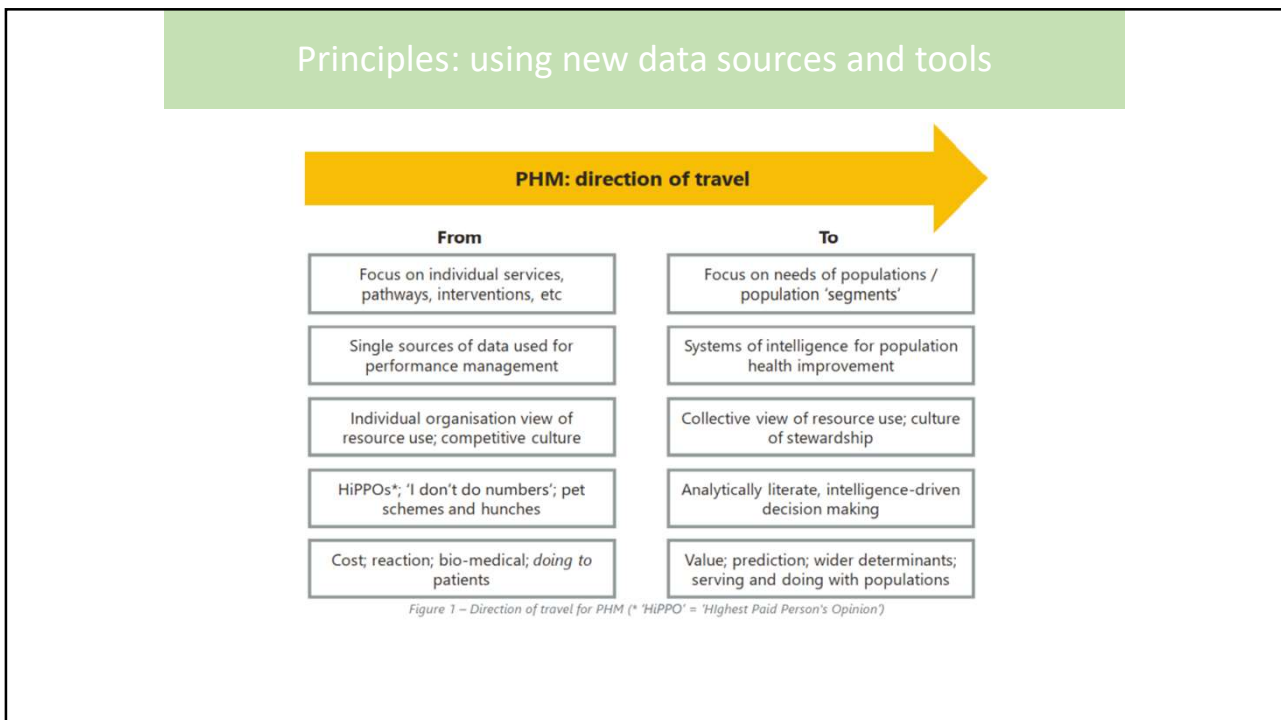 Principles: using new data sources and tools
PHM: direction of travel
From
To
Focus on individual services,
pathways, interventions, etc
Focus on needs of populations /
population ‘segments’
Single sources of data used for
performance management
Systems of intelligence for population
health improvement
Individual organisation view of
resource use; competitive culture
Collective view of resource use; culture
of stewardship
HiPPOs*; ‘I don’t do numbers’; pet
schemes and hunches
Analytically literate, intelligence-driven
decision making
Cost; reaction; bio-medical; doing to
patients
Value; prediction; wider determinants;
serving and doing with populations
Figure 1 – Direction of travel for PHM (* ‘HiPPO’ = ‘HIghest Paid Person’s Opinion’)